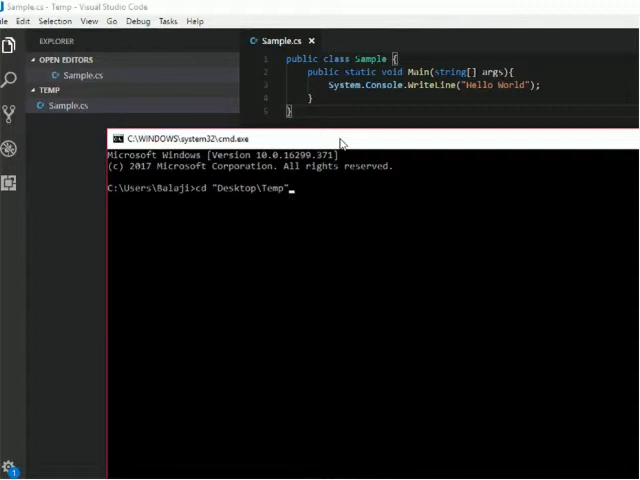 Sample.cs - Temp - Visual Studio Code
Edit Selection View Go Debug Tasks Help
EXPLORER
OPEN EDITORS
Sample.cs
TEMP
Sample.cs
Sample.cs
1 public class Sample {
2 public static void Main(string[] args){
3 System.Console.WriteLine("Hello World");
4 }
5 }
C:\WINDOWS\system32\cmd.exe
Microsoft Windows [Version 10.0.16299.371]
(c) 2017 Microsoft Corporation. All rights reserved.
C:\Users\Balaji>cd "Desktop\Temp"
1